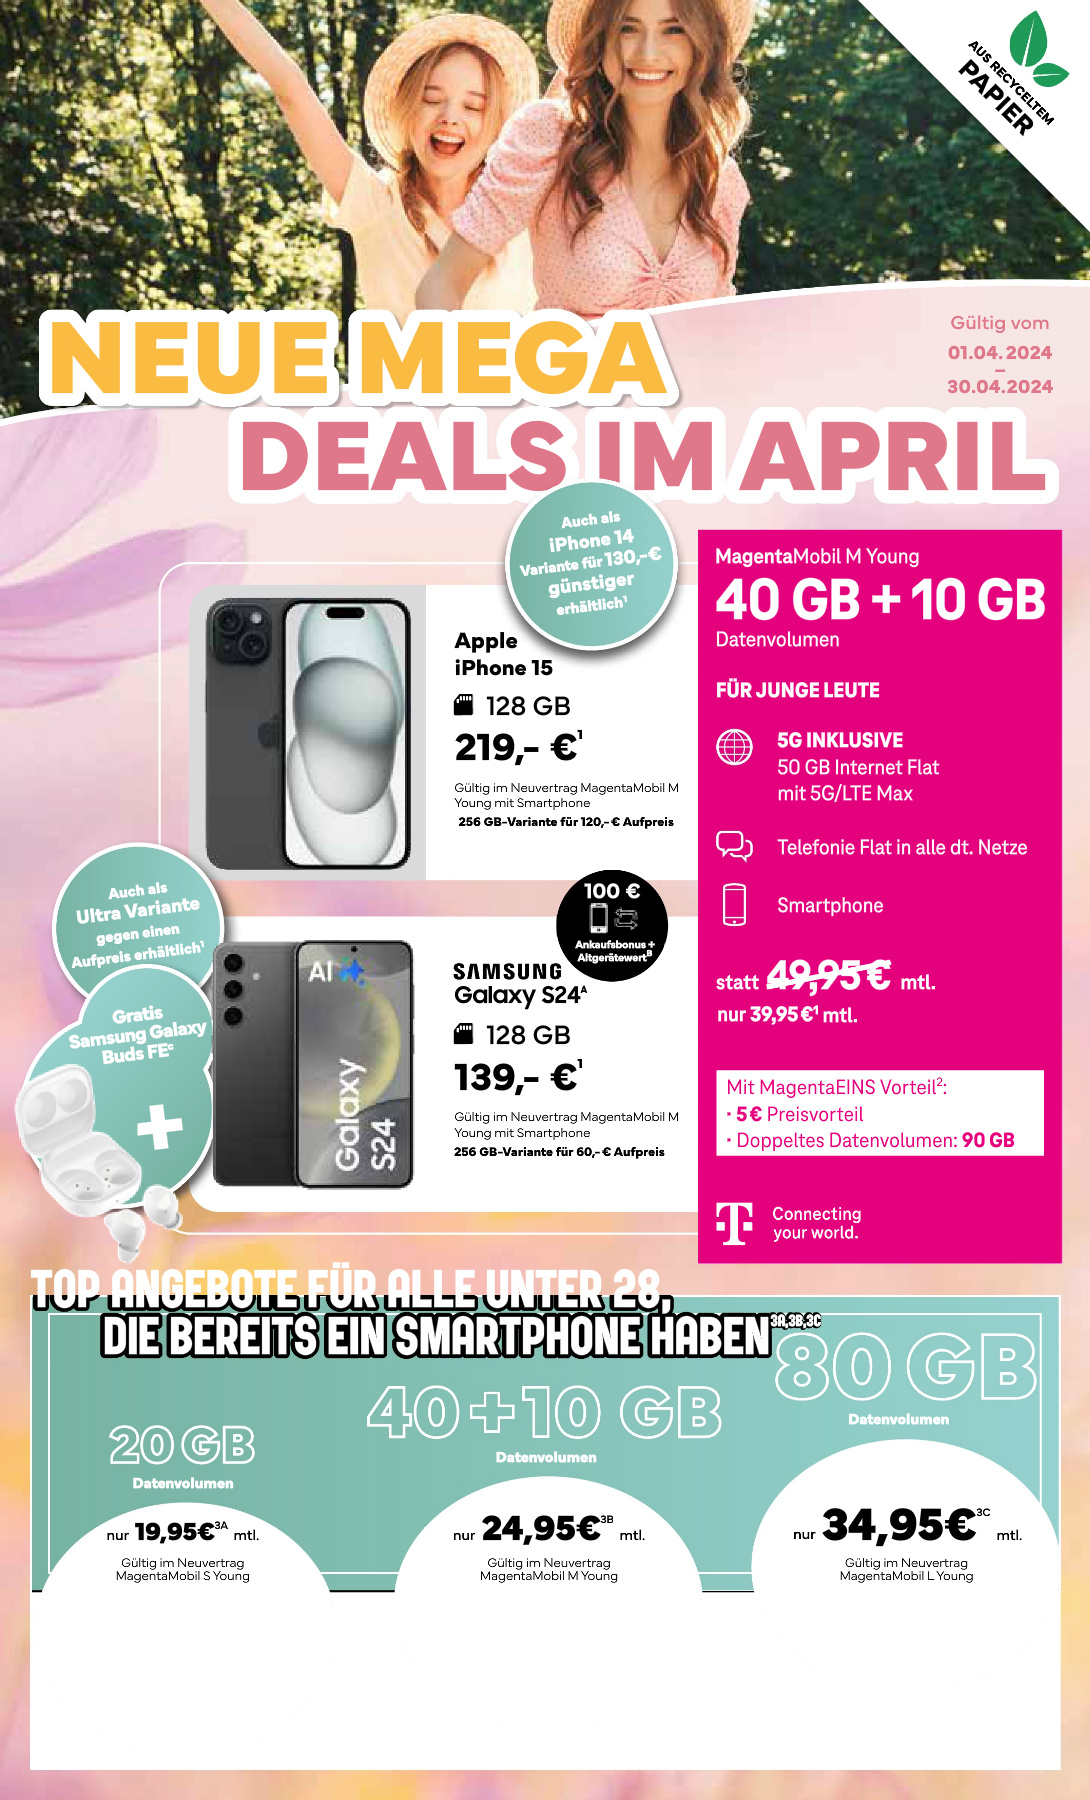 AUS RECYCELTEM
PAPIER
NEUE MEGA
DEALS IM APRIL
Gültig vom
01.04.2024
–
30.04.2024
Auch als
iPhone 14
Variante für 130,-€
günstiger
erhältlich¹
Apple
iPhone 15
128 GB
219,- €¹
Gültig im Neuvertrag MagentaMobil M
Young mit Smartphone
256 GB-Variante für 120,- € Aufpreis
Auch als
Ultra Variante
gegen einen
Aufpreis erhältlich¹
Gratis
Samsung Galaxy
Buds FEᶜ
+
AI
Galaxy
S24
100 €
Ankaufsbonus +
Altgerätewertᴮ
SAMSUNG
Galaxy S24ᴬ
128 GB
139,- €¹
Gültig im Neuvertrag MagentaMobil M
Young mit Smartphone
256 GB-Variante für 60,- € Aufpreis
MagentaMobil M Young
40 GB + 10 GB
Datenvolumen
FÜR JUNGE LEUTE
5G INKLUSIVE
50 GB Internet Flat
mit 5G/LTE Max
Telefonie Flat in alle dt. Netze
Smartphone
statt 49,95 € mtl.
nur 39,95 €¹ mtl.
Mit MagentaEINS Vorteil²:
· 5 € Preisvorteil
· Doppeltes Datenvolumen: 90 GB
T
Connecting
your world.
TOP ANGEBOTE FÜR ALLE UNTER 28,
DIE BEREITS EIN SMARTPHONE HABEN3A,3B,3C
20 GB
Datenvolumen
nur 19,95€3A mtl.
Gültig im Neuvertrag
MagentaMobil S Young
40+10 GB
Datenvolumen
nur 24,95€3B mtl.
Gültig im Neuvertrag
MagentaMobil M Young
80 GB
Datenvolumen
nur 34,95€3C mtl.
Gültig im Neuvertrag
MagentaMobil L Young